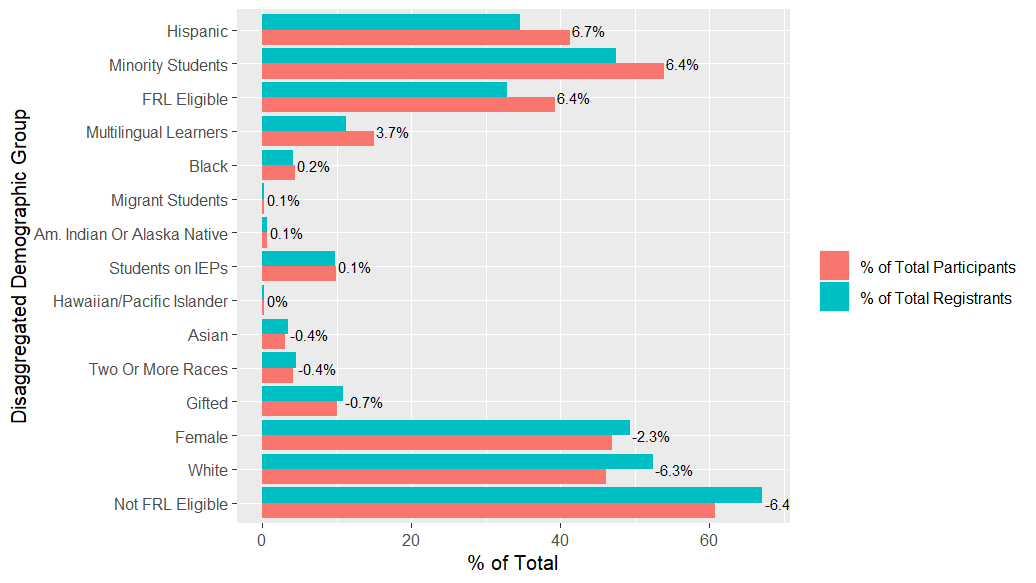 Hispanic 6.7%
Minority Students 6.4%
FRL Eligible 6.4%
Multilingual Learners 3.7%
Black 0.2%
Migrant Students 0.1%
Am. Indian Or Alaska Native 0.1%
Students on IEPs 0.1%
Hawaiian/Pacific Islander 0%
Asian -0.4%
Two Or More Races -0.4%
Gifted -0.7%
Female -2.3%
White -6.3%
Not FRL Eligible -6.4
0 20 40 60
% of Total
Disaggregated Demographic Group
% of Total Participants
% of Total Registrants